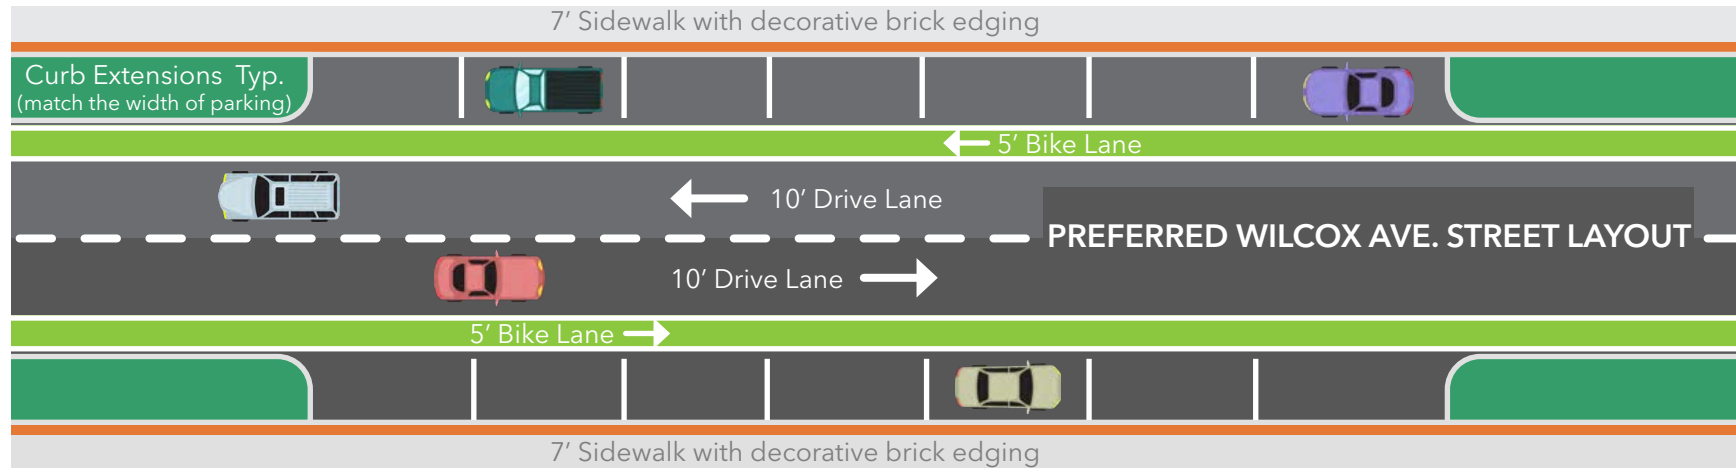 7’ Sidewalk with decorative brick edging
Curb Extensions Typ.
(match the width of parking)
5’ Bike Lane
10’ Drive Lane
PREFERRED WILCOX AVE. STREET LAYOUT
10’ Drive Lane
5’ Bike Lane
7’ Sidewalk with decorative brick edging